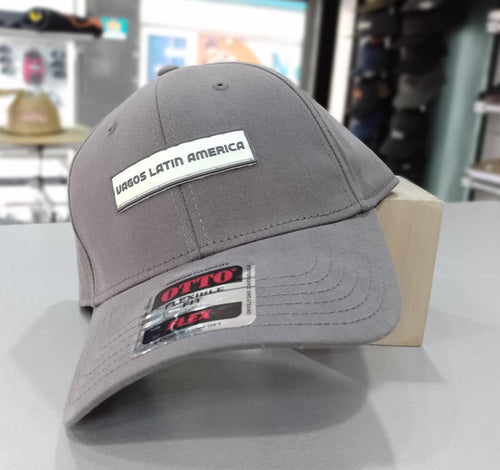 VAGOS LATIN AMERICA
OTTO
FLEXIBLE
FIT
FLEX